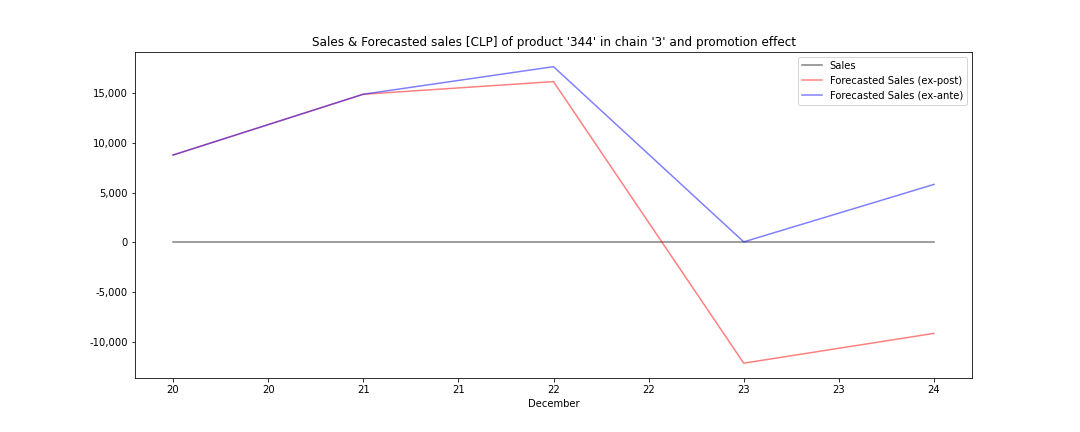 Sales & Forecasted sales [CLP] of product '344' in chain '3' and promotion effect
Sales
Forecasted Sales (ex-post)
Forecasted Sales (ex-ante)
15,000
10,000
5,000
0
-5,000
-10,000
20 20 21 21 22 22 23 23 24
December